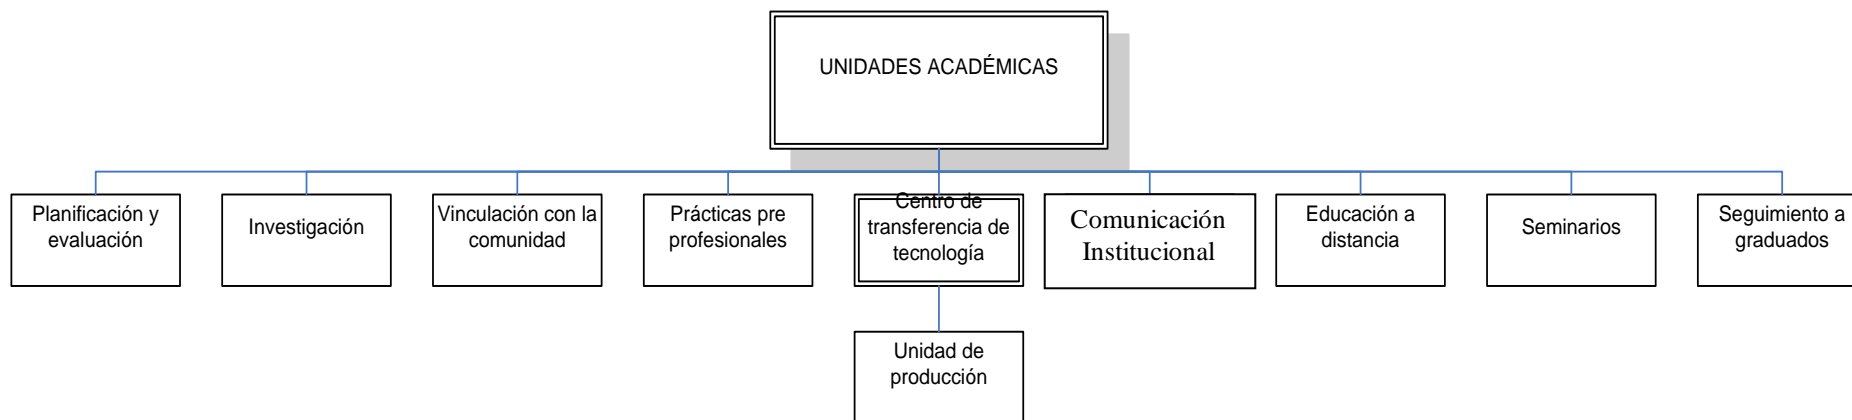 UNIDADES ACADÉMICAS
Planificación y
evaluación
Investigación
Vinculación con la
comunidad
Prácticas pre
profesionales
Centro de
transferencia de
tecnología
Comunicación
Institucional
Educación a
distancia
Seminarios
Seguimiento a
graduados
Unidad de
producción